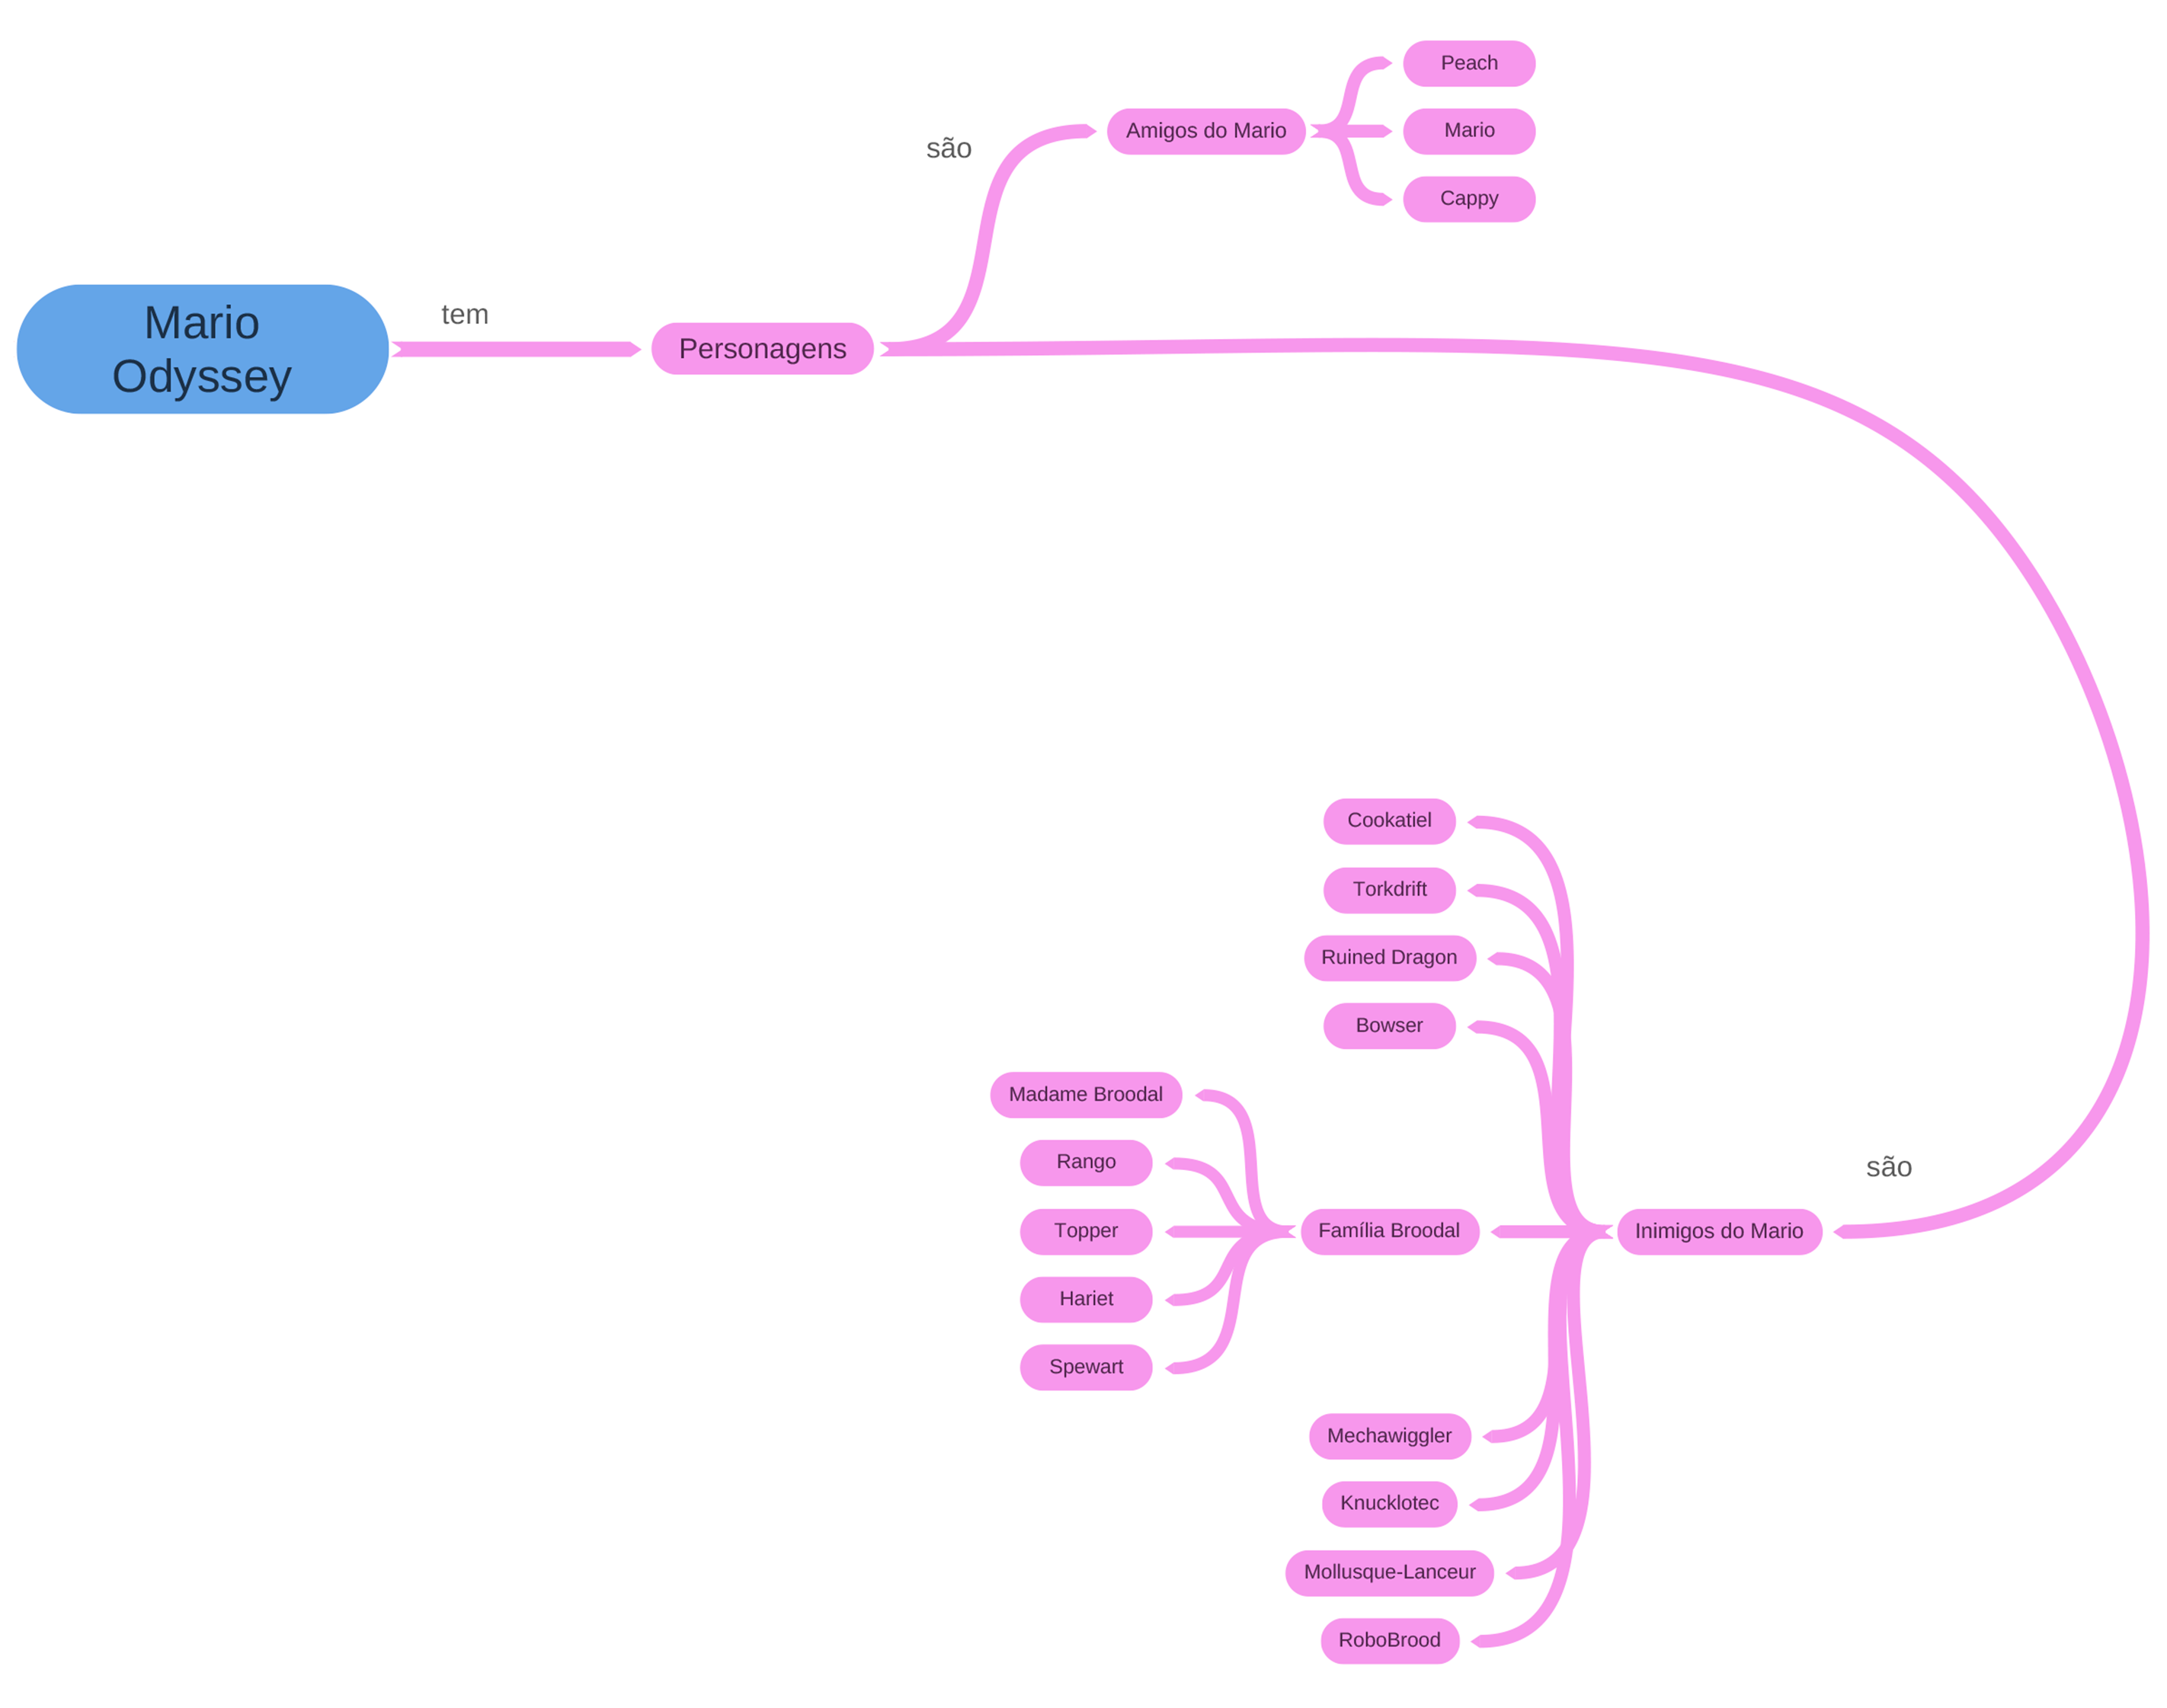 Mario
Odyssey
tem
Personagens
são
Amigos do Mario
Peach
Mario
Cappy
são
Inimigos do Mario
Cookatiel
Torkdrift
Ruined Dragon
Bowser
Família Broodal
Madame Broodal
Rango
Topper
Hariet
Spewart
Mechawiggler
Knucklotec
Mollusque-Lanceur
RoboBrood